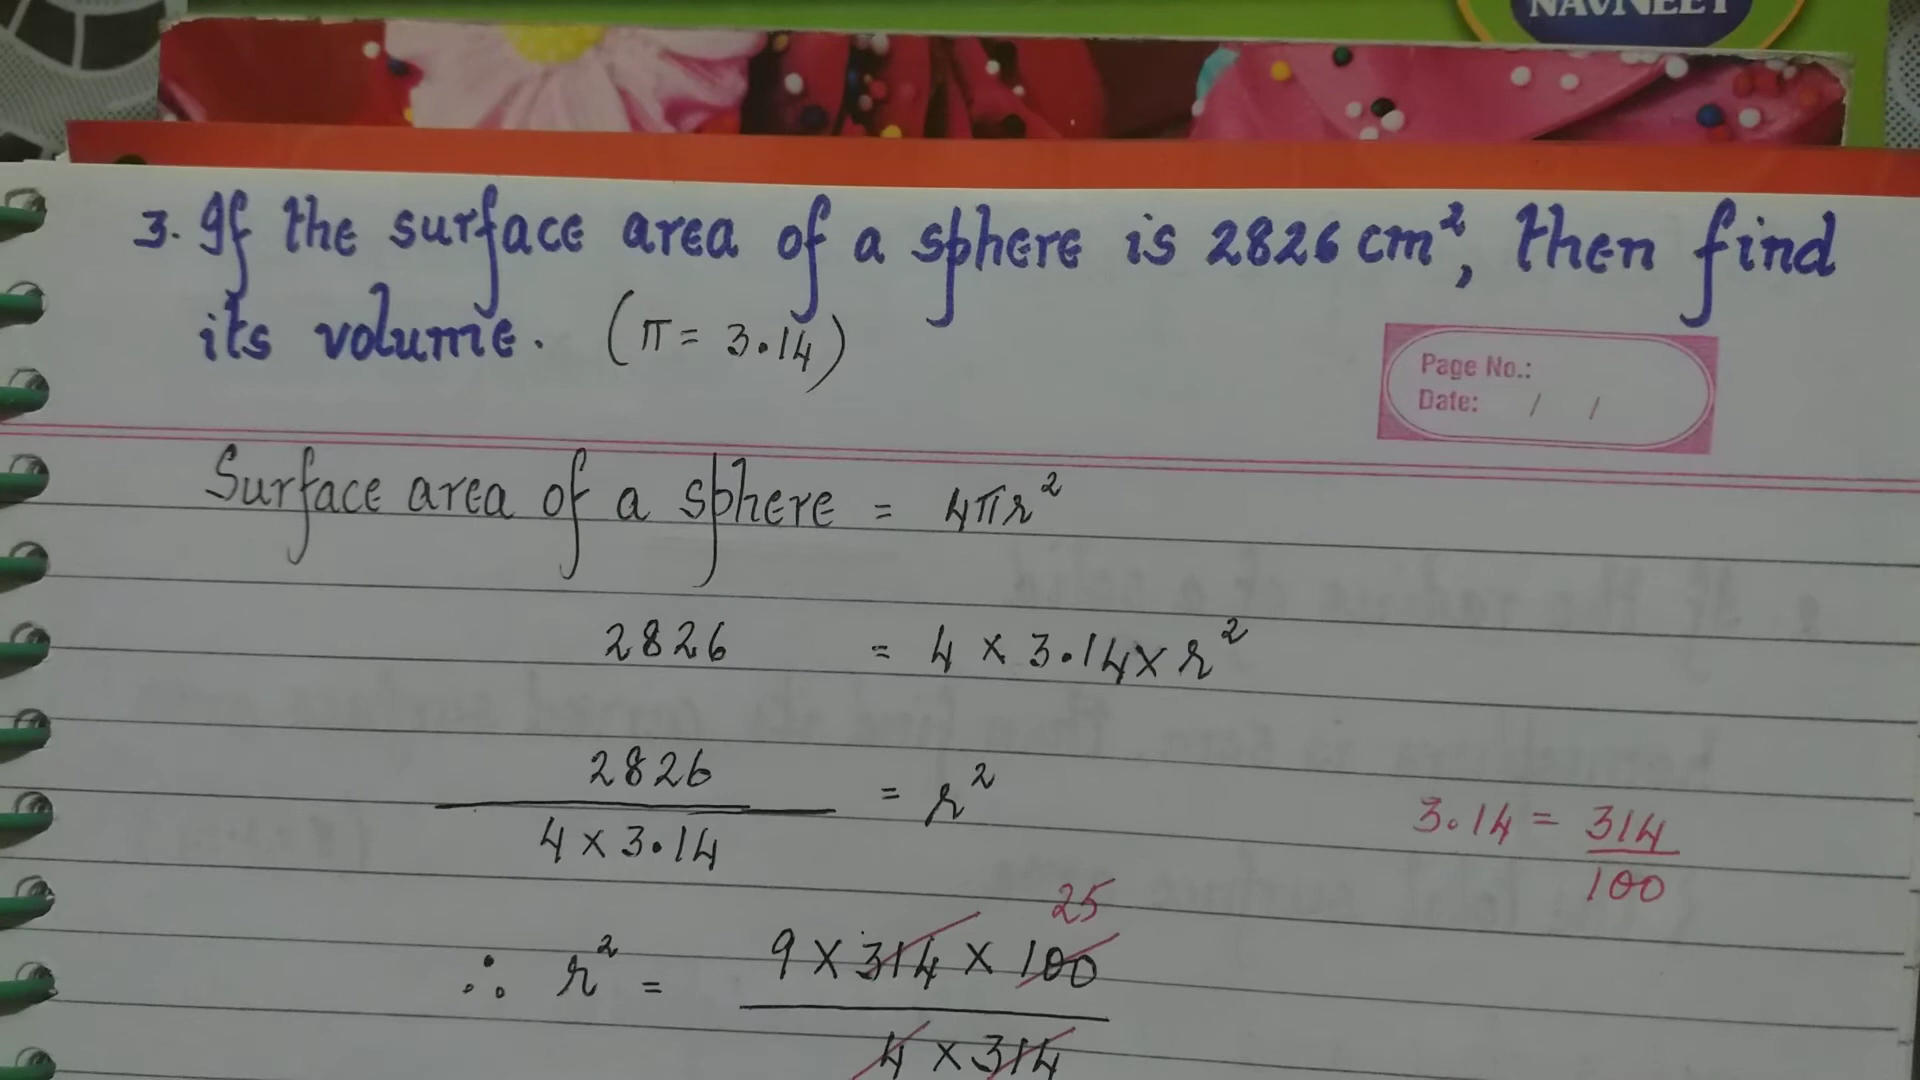 NAVNEET
3. If the surface area of a sphere is 2826 cm², then find
its volume. (π = 3.14)
Page No.:
Date: / /
Surface area of a sphere = 4πr²
2826 = 4 × 3.14 × r²
2826 / 4 × 3.14 = r²
3.14 = 314 / 100
25
∴ r² = 9 × 314 × 100 / 4 × 314